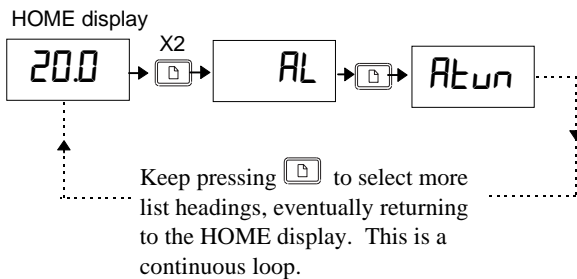 HOME display
X2
20.0
AL
Atun
Keep pressing to select more
list headings, eventually returning
to the HOME display. This is a
continuous loop.